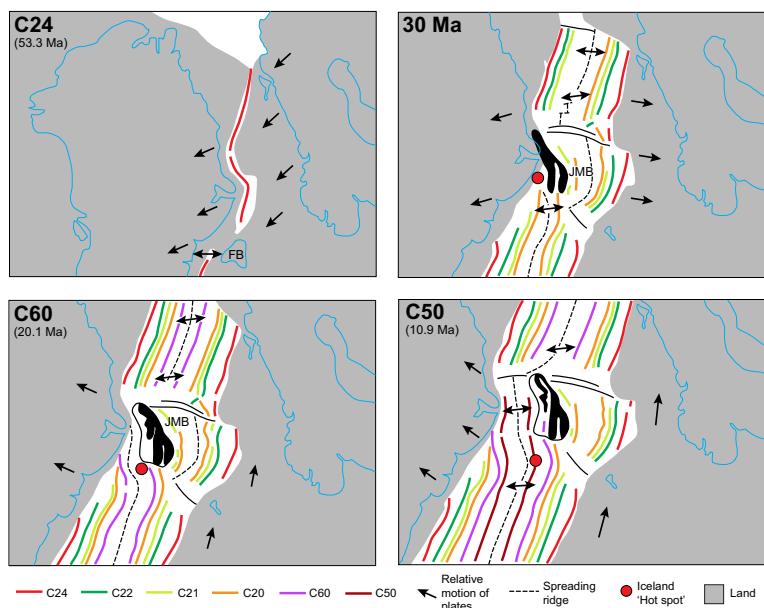 C24
(53.3 Ma)
FB
30 Ma
JMB
C60
(20.1 Ma)
JMB
C50
(10.9 Ma)
C24
C22
C21
C20
C60
C50
Relative
motion of
plates
Spreading
ridge
Iceland
'Hot spot'
Land